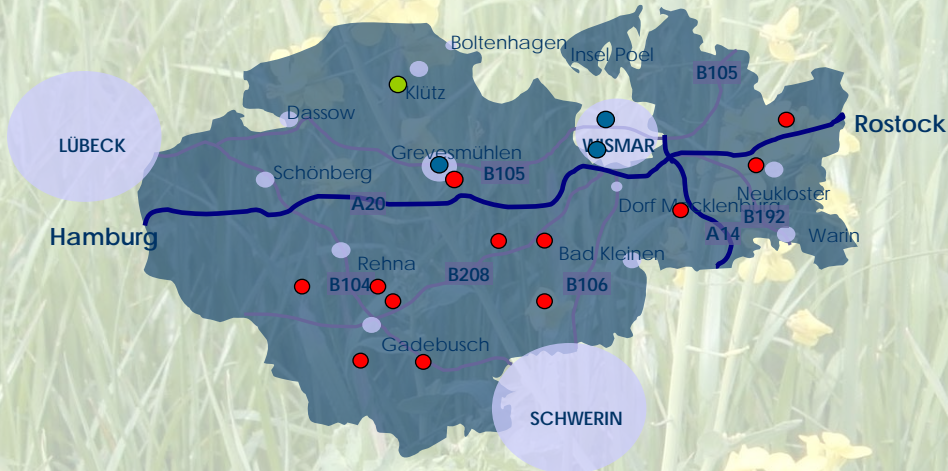 Boltenhagen
Insel Poel
B105
Klütz
Dassow
Rostock
LÜBECK
WISMAR
Grevesmühlen
B105
Schönberg
Neukloster
A20
Dorf Mecklenburg
B192
Hamburg
A14
Warin
Bad Kleinen
Rehna
B208
B104
B106
Gadebusch
SCHWERIN